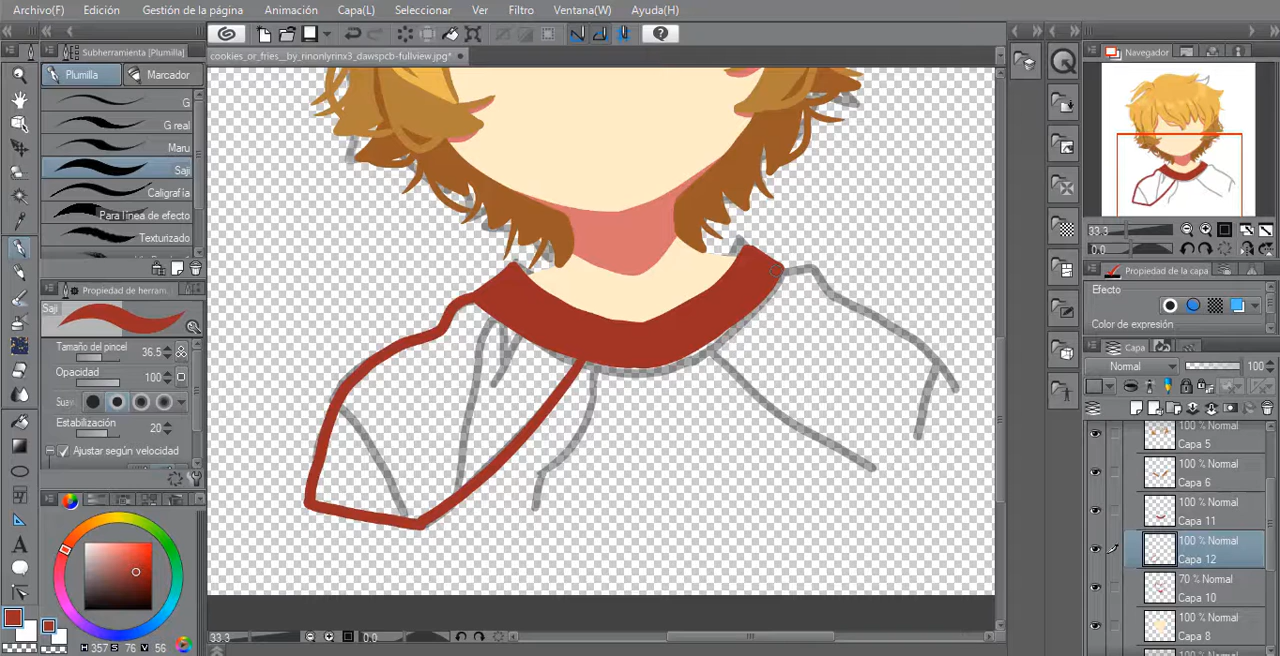 Archivo(F) Edición Gestión de la página Animación Capa(L) Seleccionar Ver Filtro Ventana(W) Ayuda(H)
Subherramienta [Plumilla]
cookies_or_fries__by_rinonlyrinx3_dawspcb-fullview.jpg*
Navegador
Plumilla Marcador
G
G real
Maru
Saji
Caligrafía
Para línea de efecto
Texturizado
Propiedad de herram
Saji
Tamaño del pincel 36.5
Opacidad 100
Suav
Estabilización 20
Ajustar según velocidad
H 357 S 76 V 56
33.3 0.0
33.3
0.0
Propiedad de la capa
Efecto
Color de expresión
Capa
Normal 100
100 % Normal
Capa 5
100 % Normal
Capa 6
100 % Normal
Capa 11
100 % Normal
Capa 12
70 % Normal
Capa 10
100 % Normal
Capa 8
100 % Normal